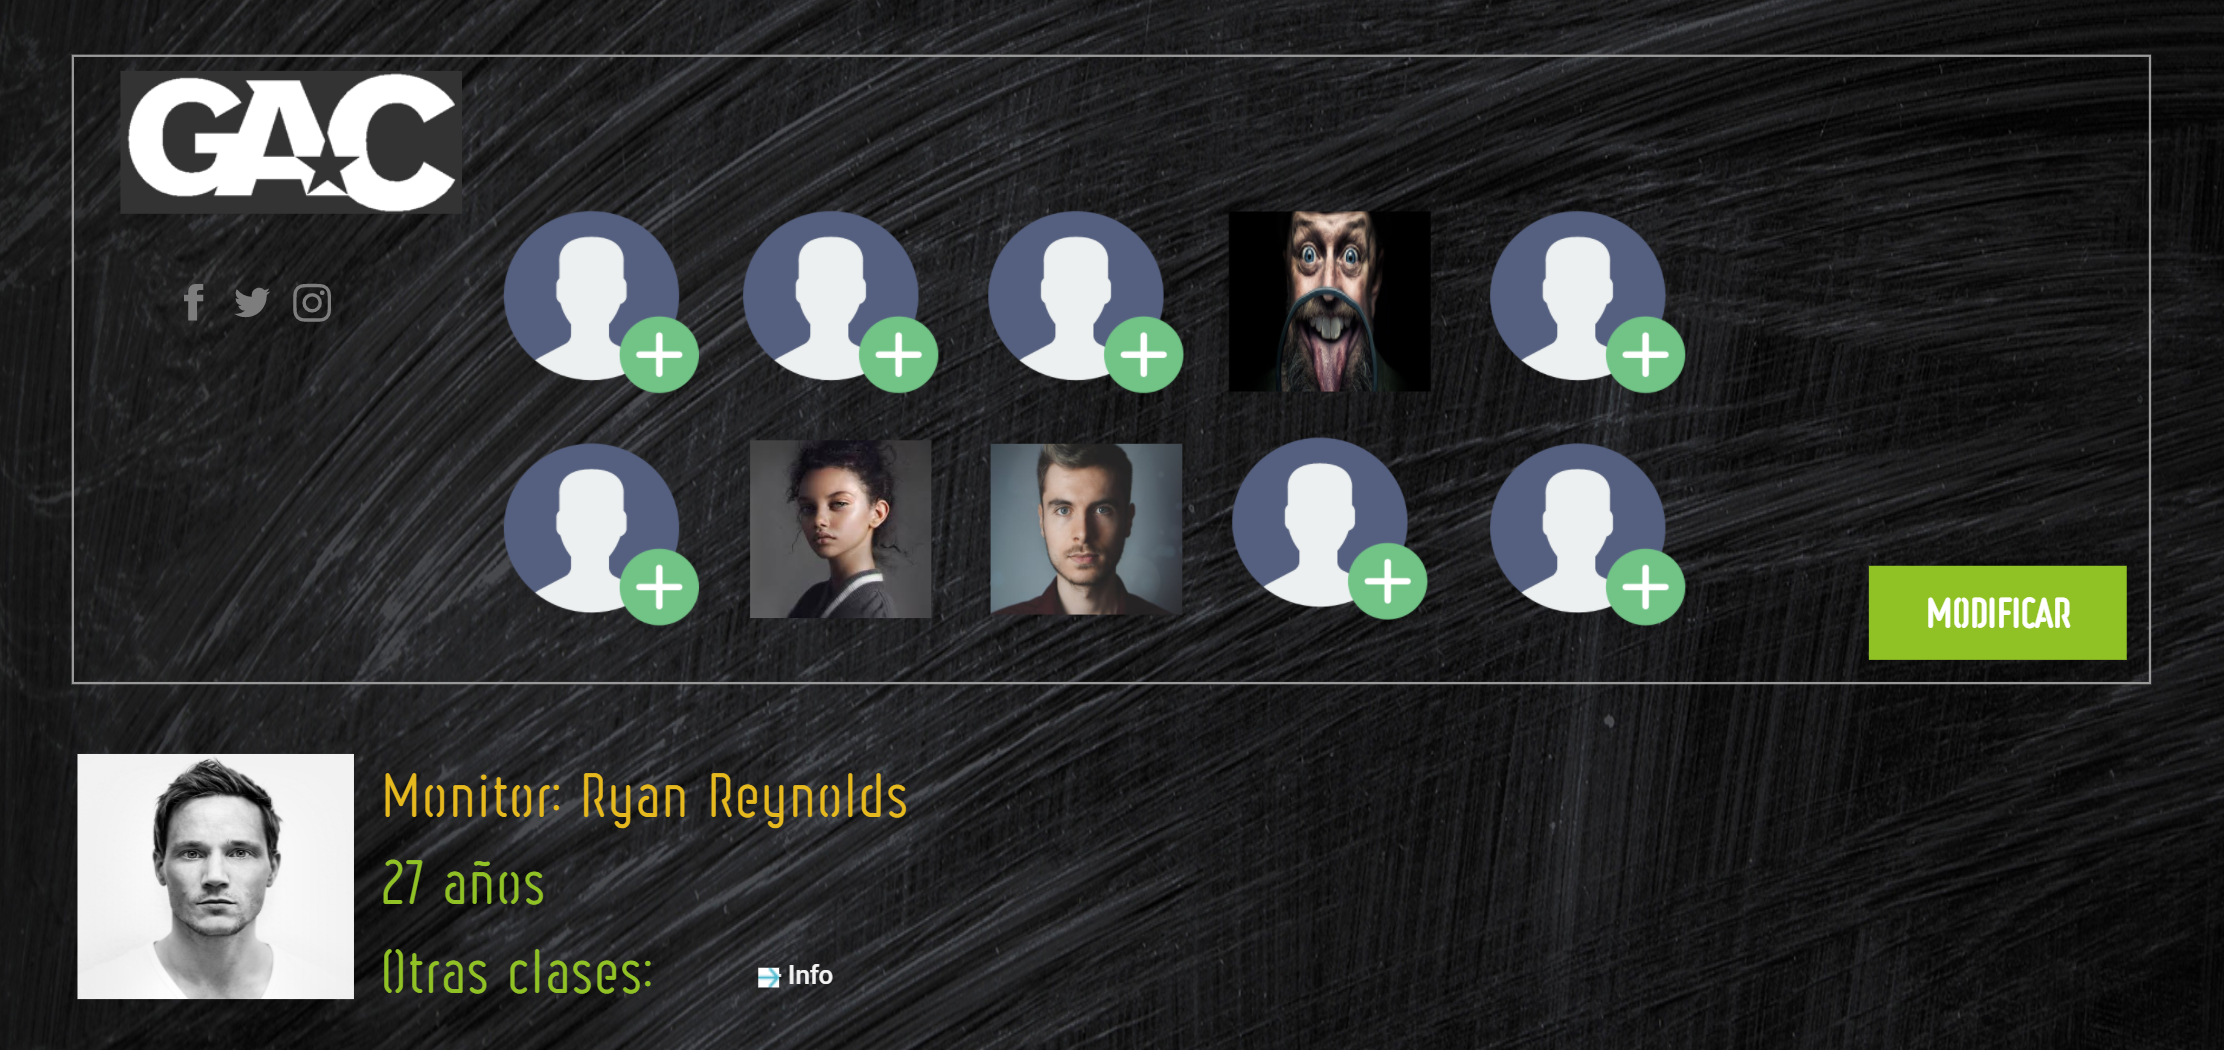 GAC
MODIFICAR
Monitor: Ryan Reynolds
27 años
Otras clases:
Info